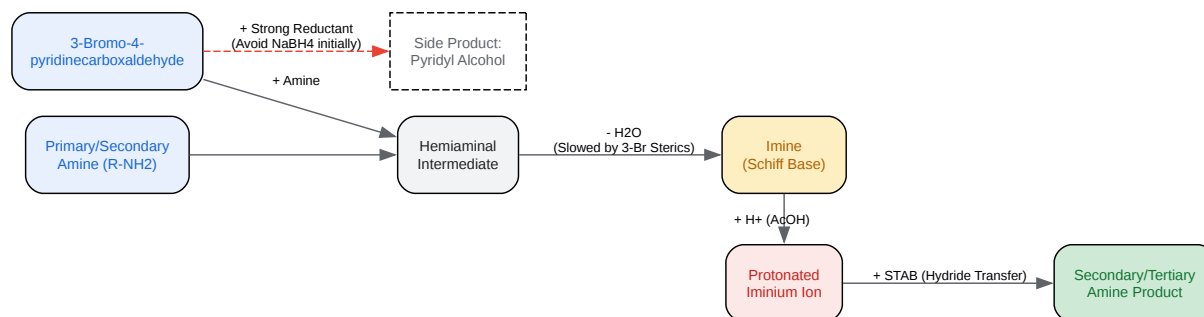 3-Bromo-4-
pyridinecarboxaldehyde
+ Strong Reductant
(Avoid NaBH4 initially)
Side Product:
Pyridyl Alcohol
+ Amine
Primary/Secondary
Amine (R-NH2)
Hemiaminal
Intermediate
- H2O
(Slowed by 3-Br Sterics)
Imine
(Schiff Base)
+ H+ (AcOH)
Protonated
Iminium Ion
+ STAB (Hydride Transfer)
Secondary/Tertiary
Amine Product